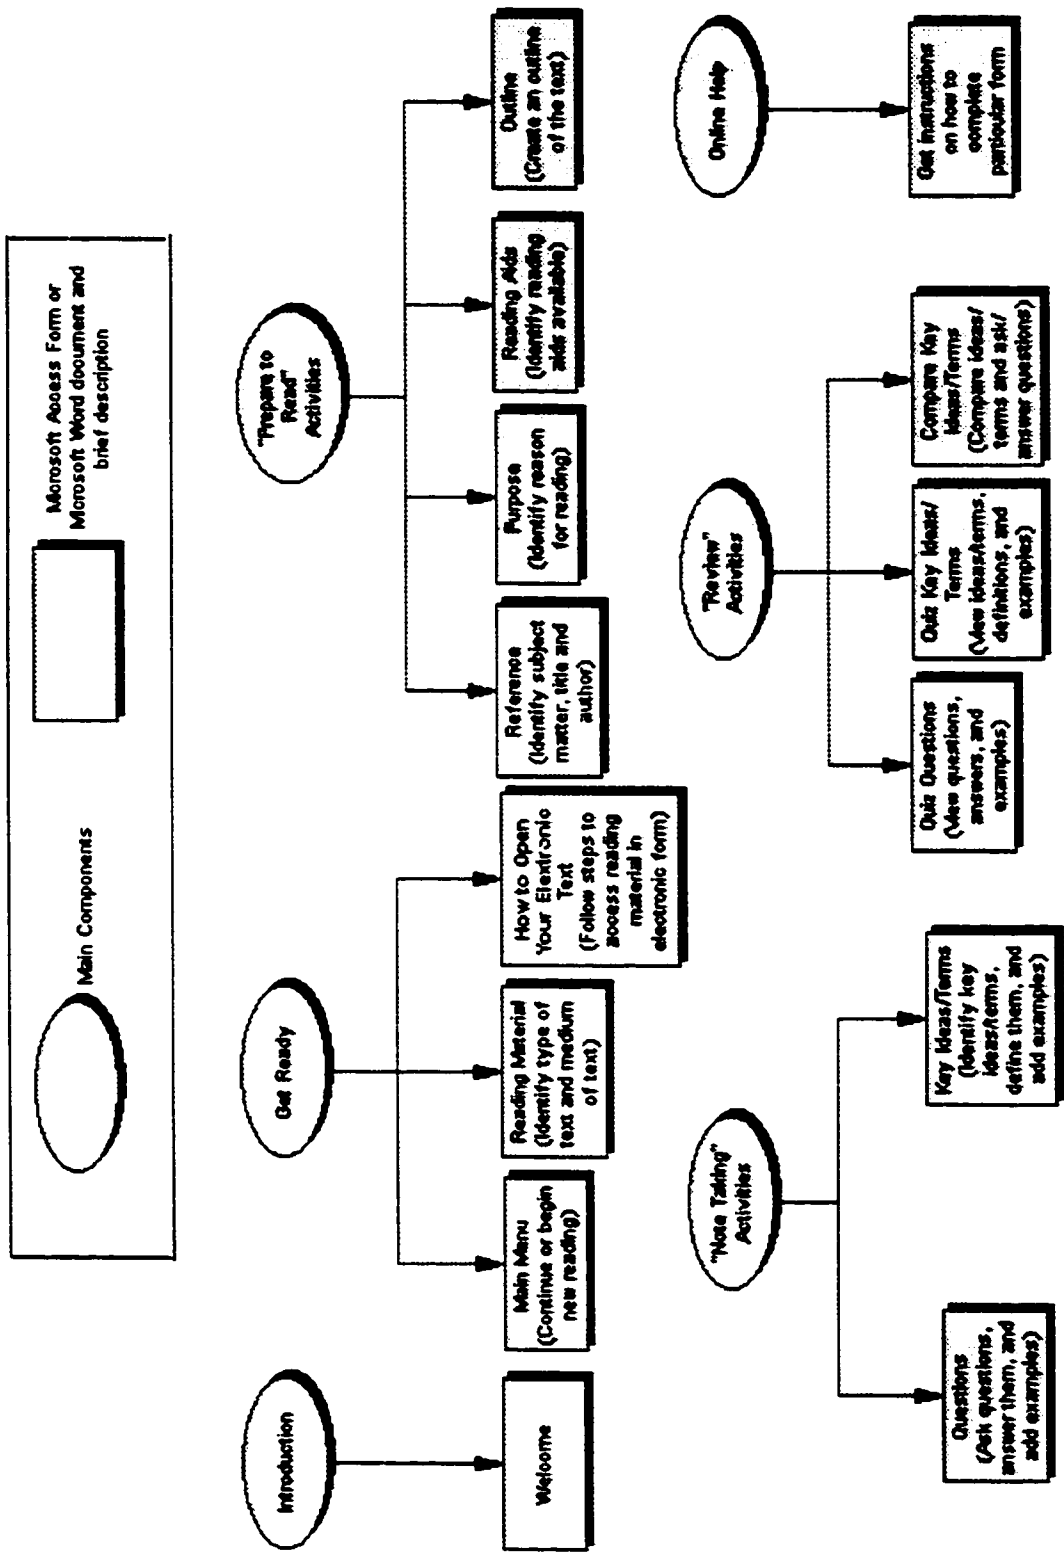 Main Components
Microsoft Access Form or
Microsoft Word document and
brief description
Introduction
Welcome
Get Ready
Main Menu
(Continue or begin
new reading)
Reading Material
(Identify type of
text and medium
of text)
How to Open
Your Elextronic
Text
(Follow steps to
access reading
material in
electronic form)
"Prepare to
Read"
Activities
Reference
(Identify subject
matter, title and
author)
Purpose
(Identify reason
for reading)
Reading Aids
(Identify reading
aids available)
Outline
(Create an outline
of the text)
"Note Taking"
Activities
Questions
(Ask questions,
answer them, and
add examples)
Key Ideas/Terms
(Identify key
ideas/terms,
define them, and
add examples)
"Review"
Activities
Quiz Questions
(View questions,
answers, and
examples)
Quiz Key Ideas/
Terms
(View ideas/terms,
definitions, and
examples)
Compare Key
Ideas/Terms
(Compare ideas/
terms and ask/
answer questions)
Online Help
Get instructions
on how to
complete
particular form